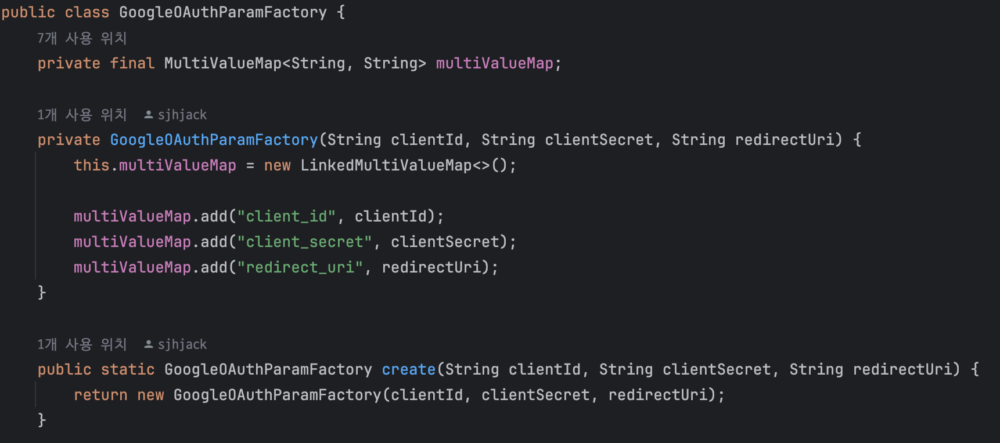 public class GoogleOAuthParamFactory {
7개 사용 위치
private final MultiValueMap<String, String> multiValueMap;
1개 사용 위치 sjhjack
private GoogleOAuthParamFactory(String clientId, String clientSecret, String redirectUri) {
this.multiValueMap = new LinkedMultiValueMap<>();
multiValueMap.add("client_id", clientId);
multiValueMap.add("client_secret", clientSecret);
multiValueMap.add("redirect_uri", redirectUri);
}
1개 사용 위치 sjhjack
public static GoogleOAuthParamFactory create(String clientId, String clientSecret, String redirectUri) {
return new GoogleOAuthParamFactory(clientId, clientSecret, redirectUri);
}